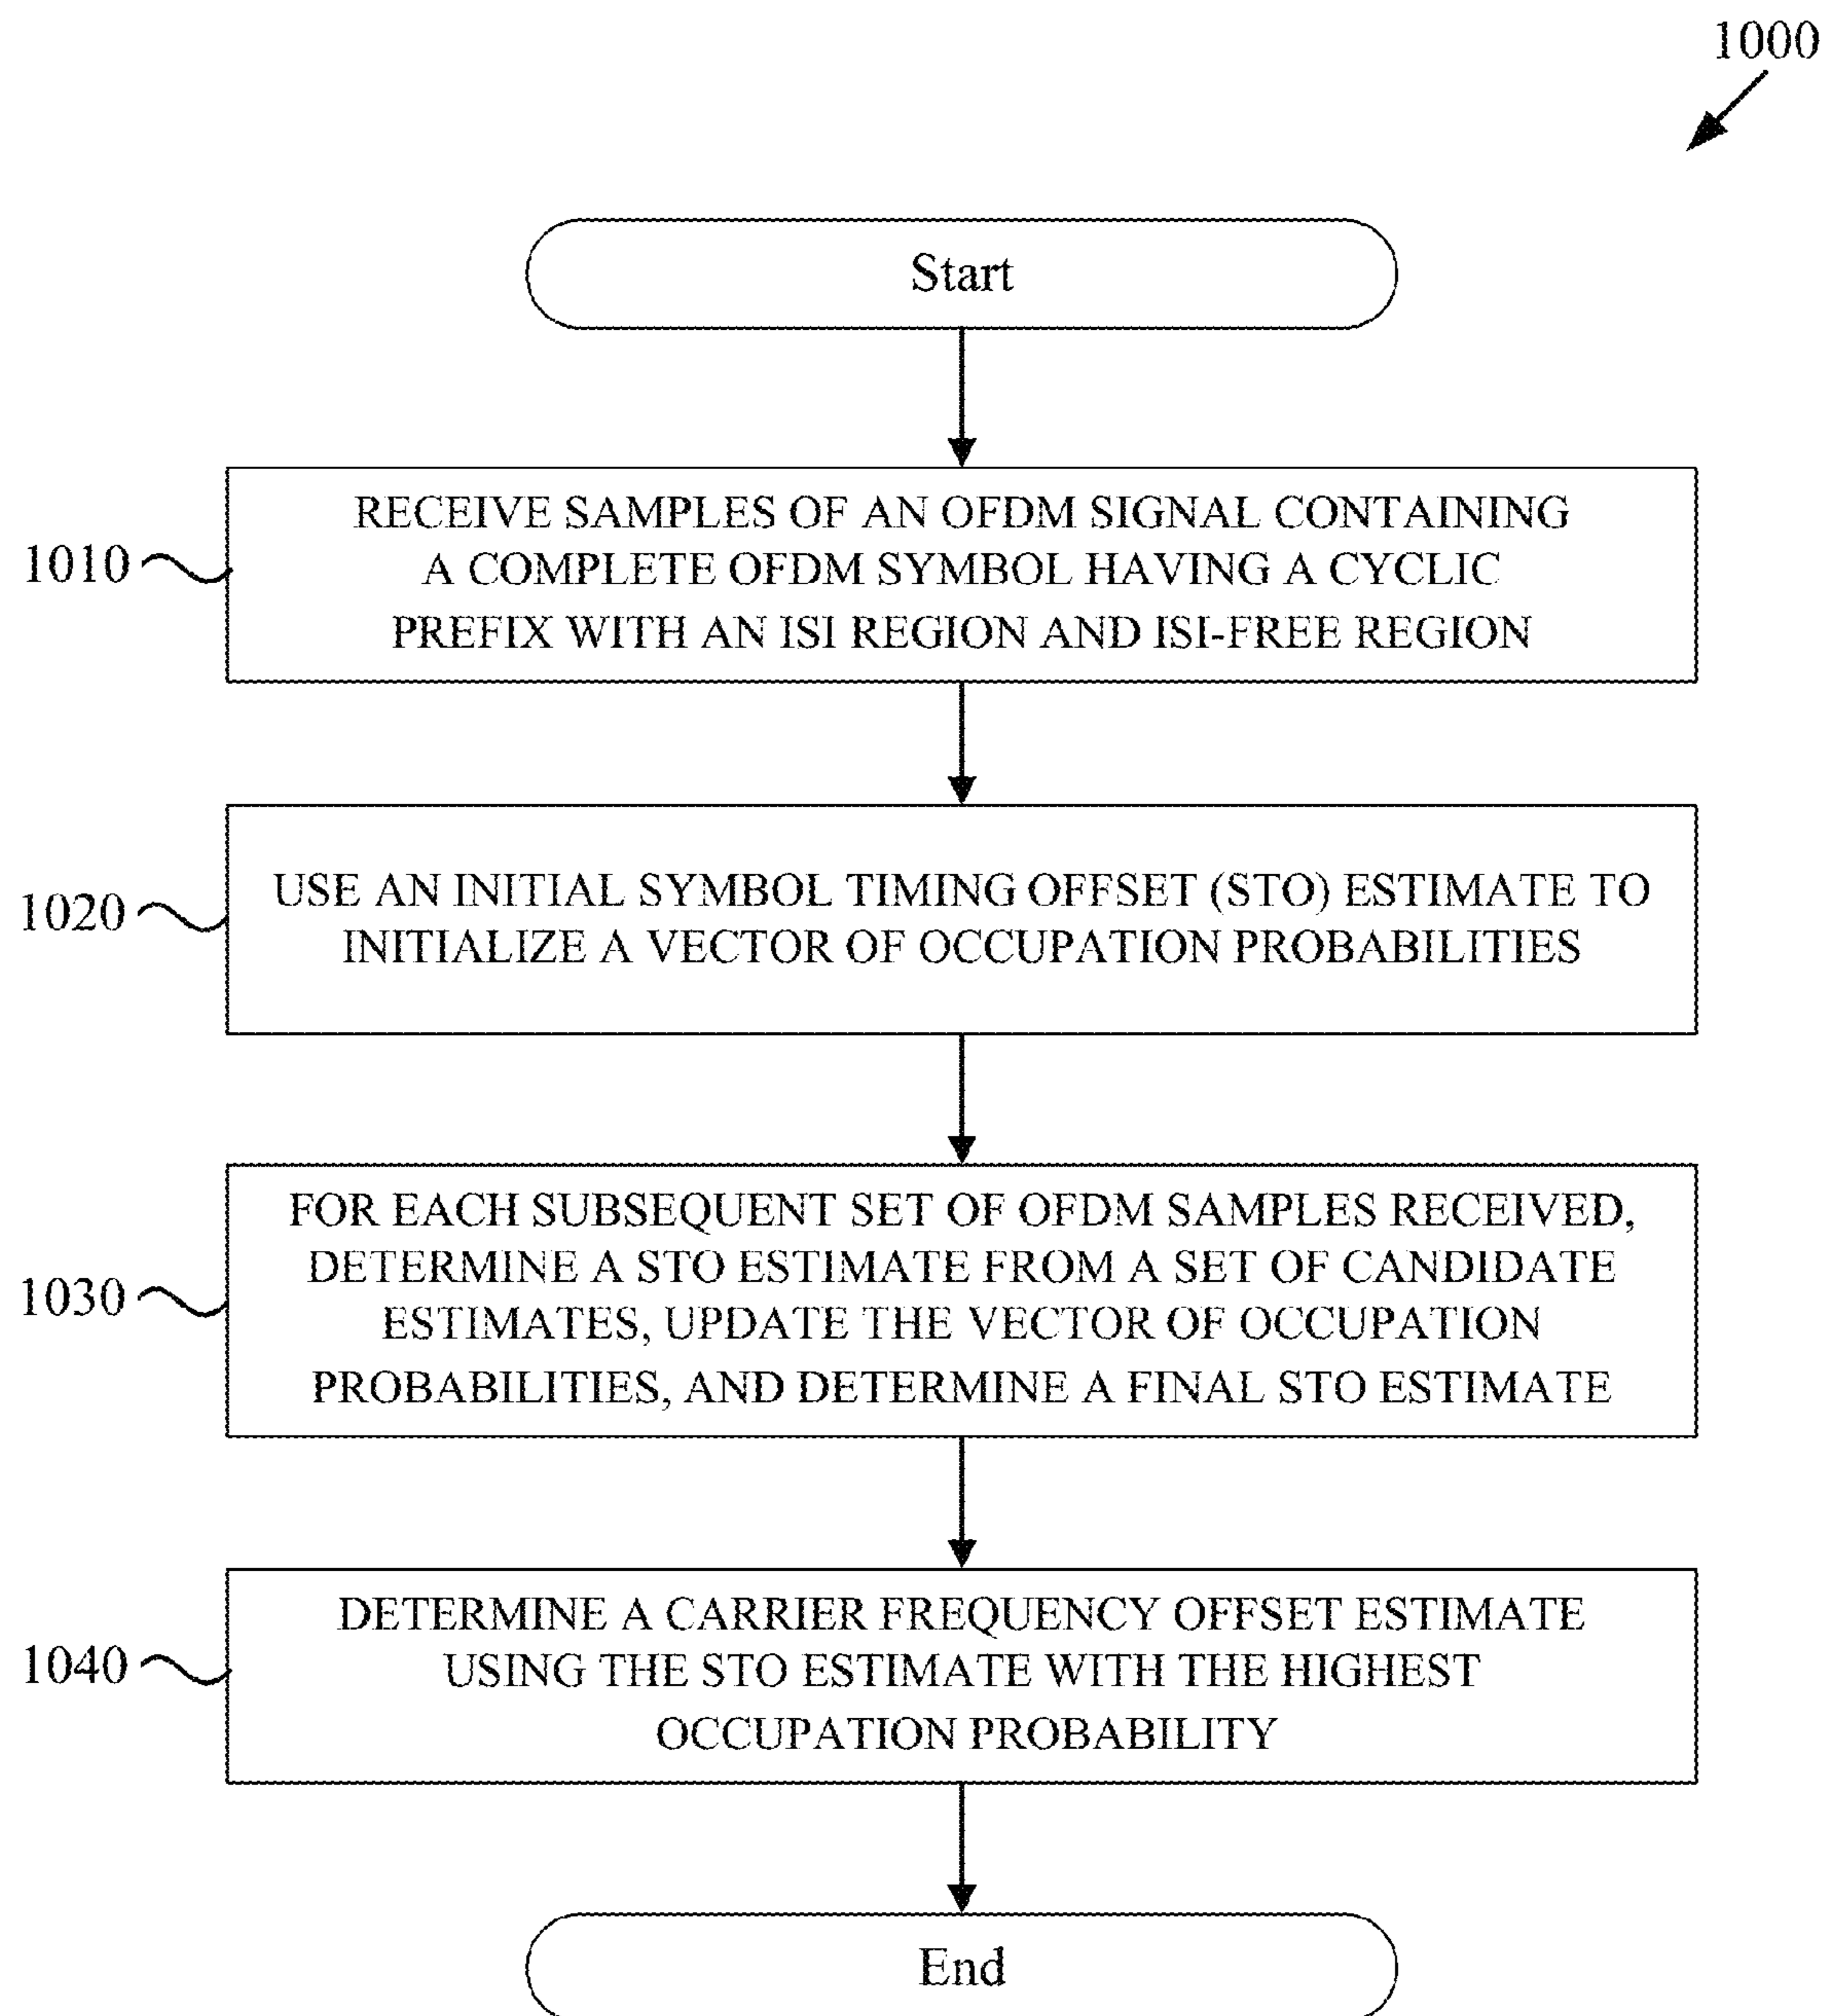 1000
Start
1010
RECEIVE SAMPLES OF AN OFDM SIGNAL CONTAINING
A COMPLETE OFDM SYMBOL HAVING A CYCLIC
PREFIX WITH AN ISI REGION AND ISI-FREE REGION
1020
USE AN INITIAL SYMBOL TIMING OFFSET (STO) ESTIMATE TO
INITIALIZE A VECTOR OF OCCUPATION PROBABILITIES
1030
FOR EACH SUBSEQUENT SET OF OFDM SAMPLES RECEIVED,
DETERMINE A STO ESTIMATE FROM A SET OF CANDIDATE
ESTIMATES, UPDATE THE VECTOR OF OCCUPATION
PROBABILITIES, AND DETERMINE A FINAL STO ESTIMATE
1040
DETERMINE A CARRIER FREQUENCY OFFSET ESTIMATE
USING THE STO ESTIMATE WITH THE HIGHEST
OCCUPATION PROBABILITY
End